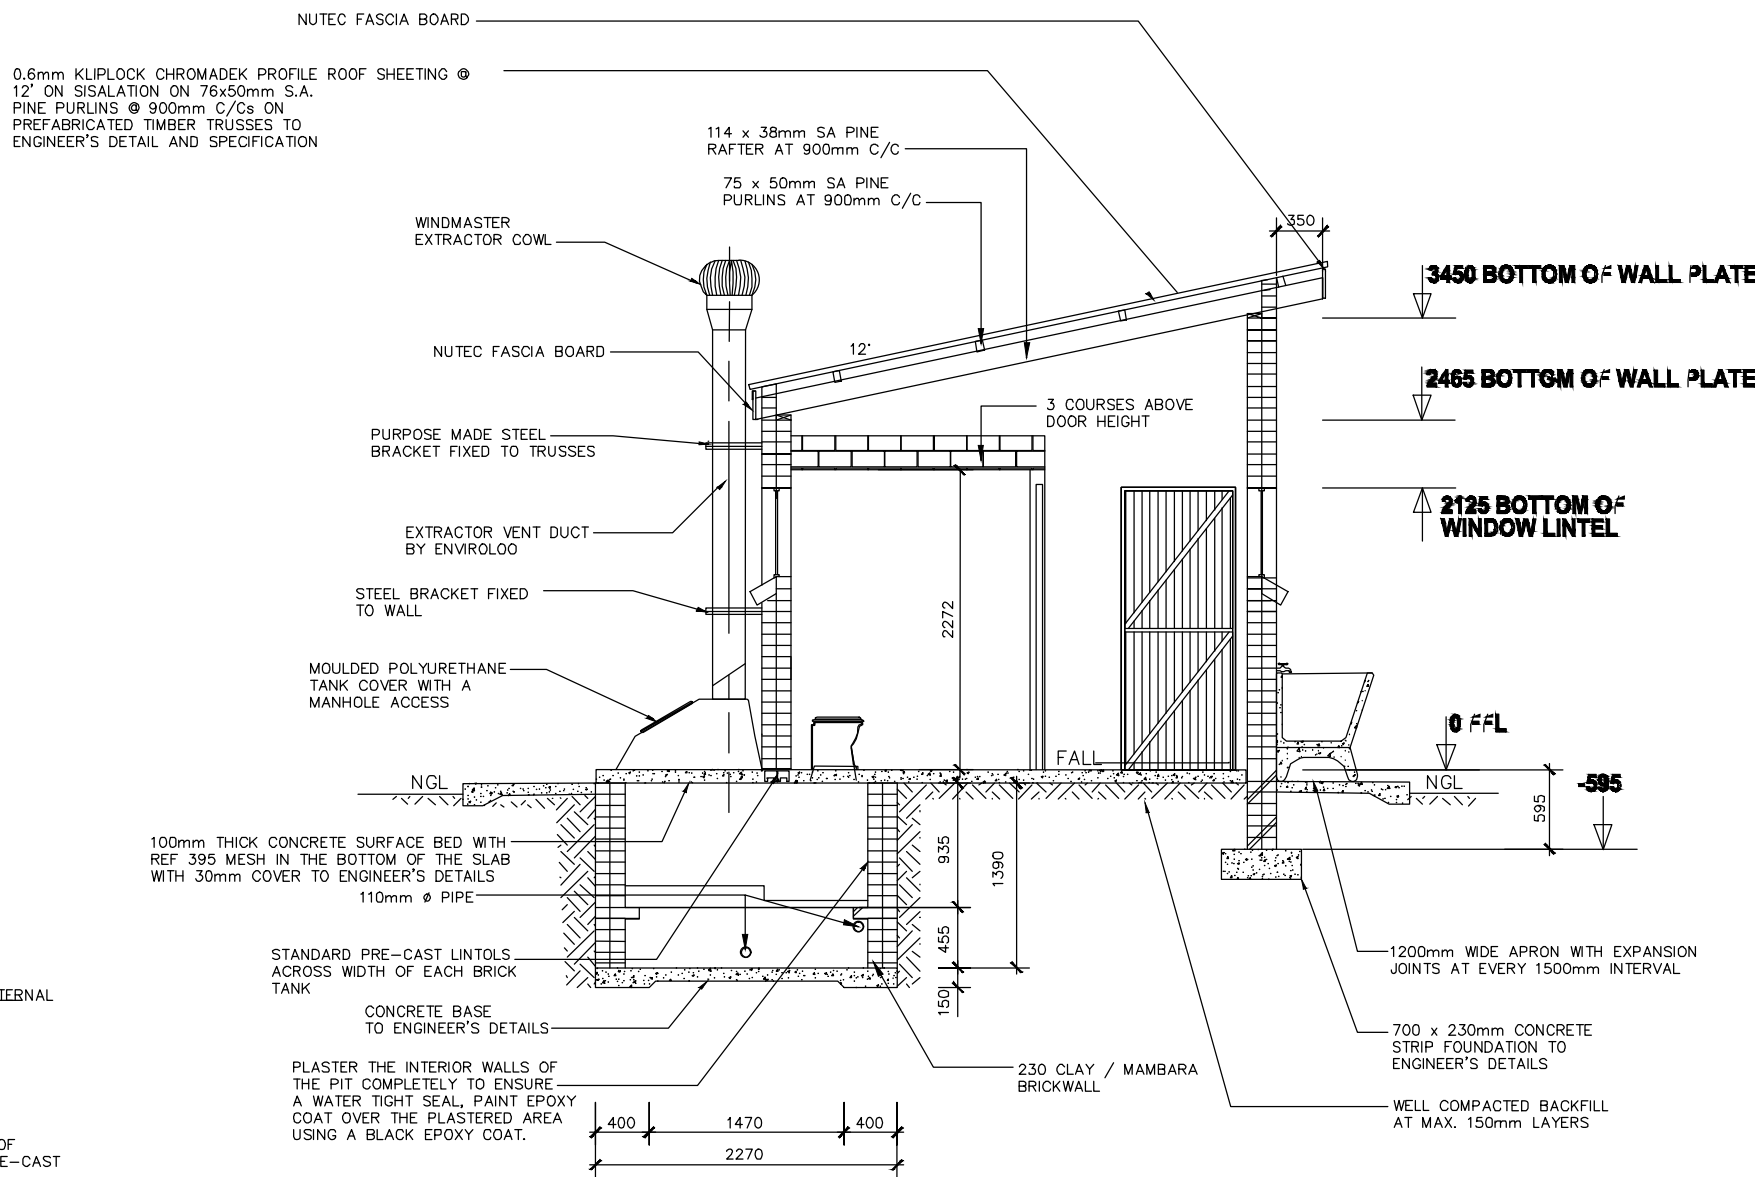 NUTEC FASCIA BOARD
0.6mm KLIPLOCK CHROMADEK PROFILE ROOF SHEETING @
12° ON SISALATION ON 76x50mm S.A.
PINE PURLINS @ 900mm C/Cs ON
PREFABRICATED TIMBER TRUSSES TO
ENGINEER'S DETAIL AND SPECIFICATION
114 x 38mm SA PINE
RAFTER AT 900mm C/C
75 x 50mm SA PINE
PURLINS AT 900mm C/C
WINDMASTER
EXTRACTOR COWL
350
3450 BOTTOM OF WALL PLATE
NUTEC FASCIA BOARD
12°
2465 BOTTOM OF WALL PLATE
3 COURSES ABOVE
DOOR HEIGHT
PURPOSE MADE STEEL
BRACKET FIXED TO TRUSSES
2125 BOTTOM OF
WINDOW LINTEL
EXTRACTOR VENT DUCT
BY ENVIROLOO
STEEL BRACKET FIXED
TO WALL
2272
MOULDED POLYURETHANE
TANK COVER WITH A
MANHOLE ACCESS
0 FFL
FALL
NGL
NGL
-595
595
100mm THICK CONCRETE SURFACE BED WITH
REF 395 MESH IN THE BOTTOM OF THE SLAB
WITH 30mm COVER TO ENGINEER'S DETAILS
935
1390
110mm ø PIPE
455
STANDARD PRE-CAST LINTOLS
ACROSS WIDTH OF EACH BRICK
TANK
1200mm WIDE APRON WITH EXPANSION
JOINTS AT EVERY 1500mm INTERVAL
TERNAL
150
CONCRETE BASE
TO ENGINEER'S DETAILS
700 x 230mm CONCRETE
STRIP FOUNDATION TO
ENGINEER'S DETAILS
PLASTER THE INTERIOR WALLS OF
THE PIT COMPLETELY TO ENSURE
A WATER TIGHT SEAL, PAINT EPOXY
COAT OVER THE PLASTERED AREA
USING A BLACK EPOXY COAT.
230 CLAY / MAMBARA
BRICKWALL
WELL COMPACTED BACKFILL
AT MAX. 150mm LAYERS
400 1470 400
2270
OF
E-CAST